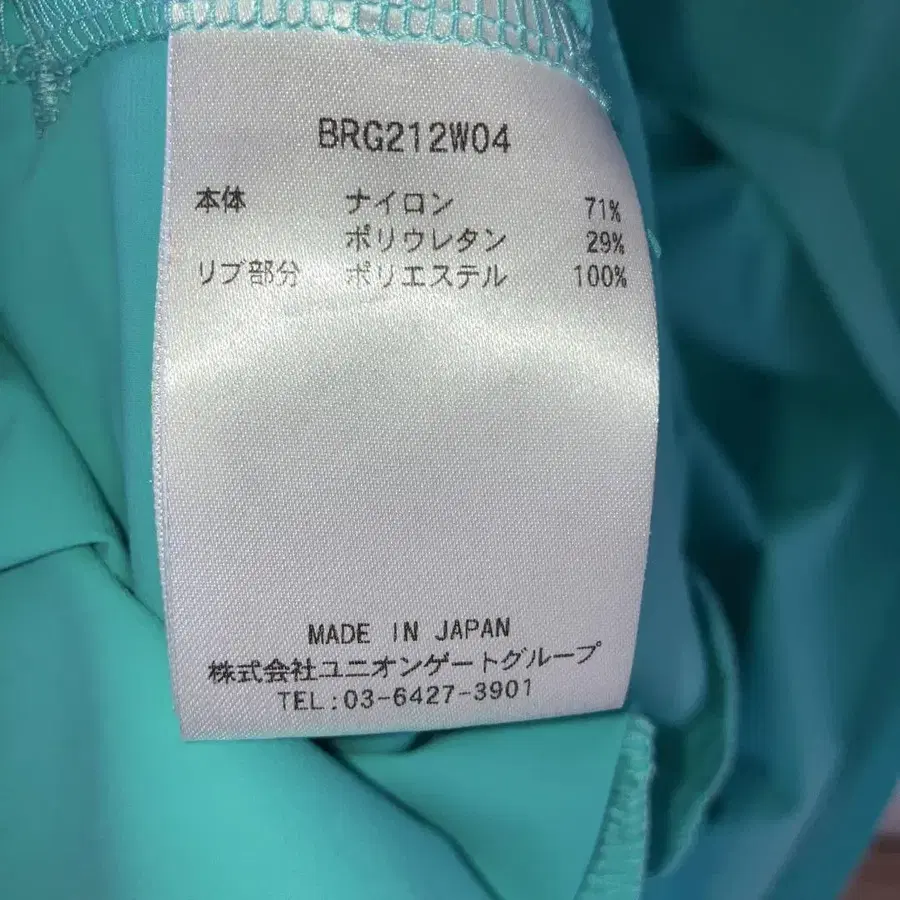 BRG212W04
本体 ナイロン 71%
ポリウレタン 29%
リブ部分 ポリエステル 100%
MADE IN JAPAN
株式会社ユニオンゲートグループ
TEL:03-6427-3901